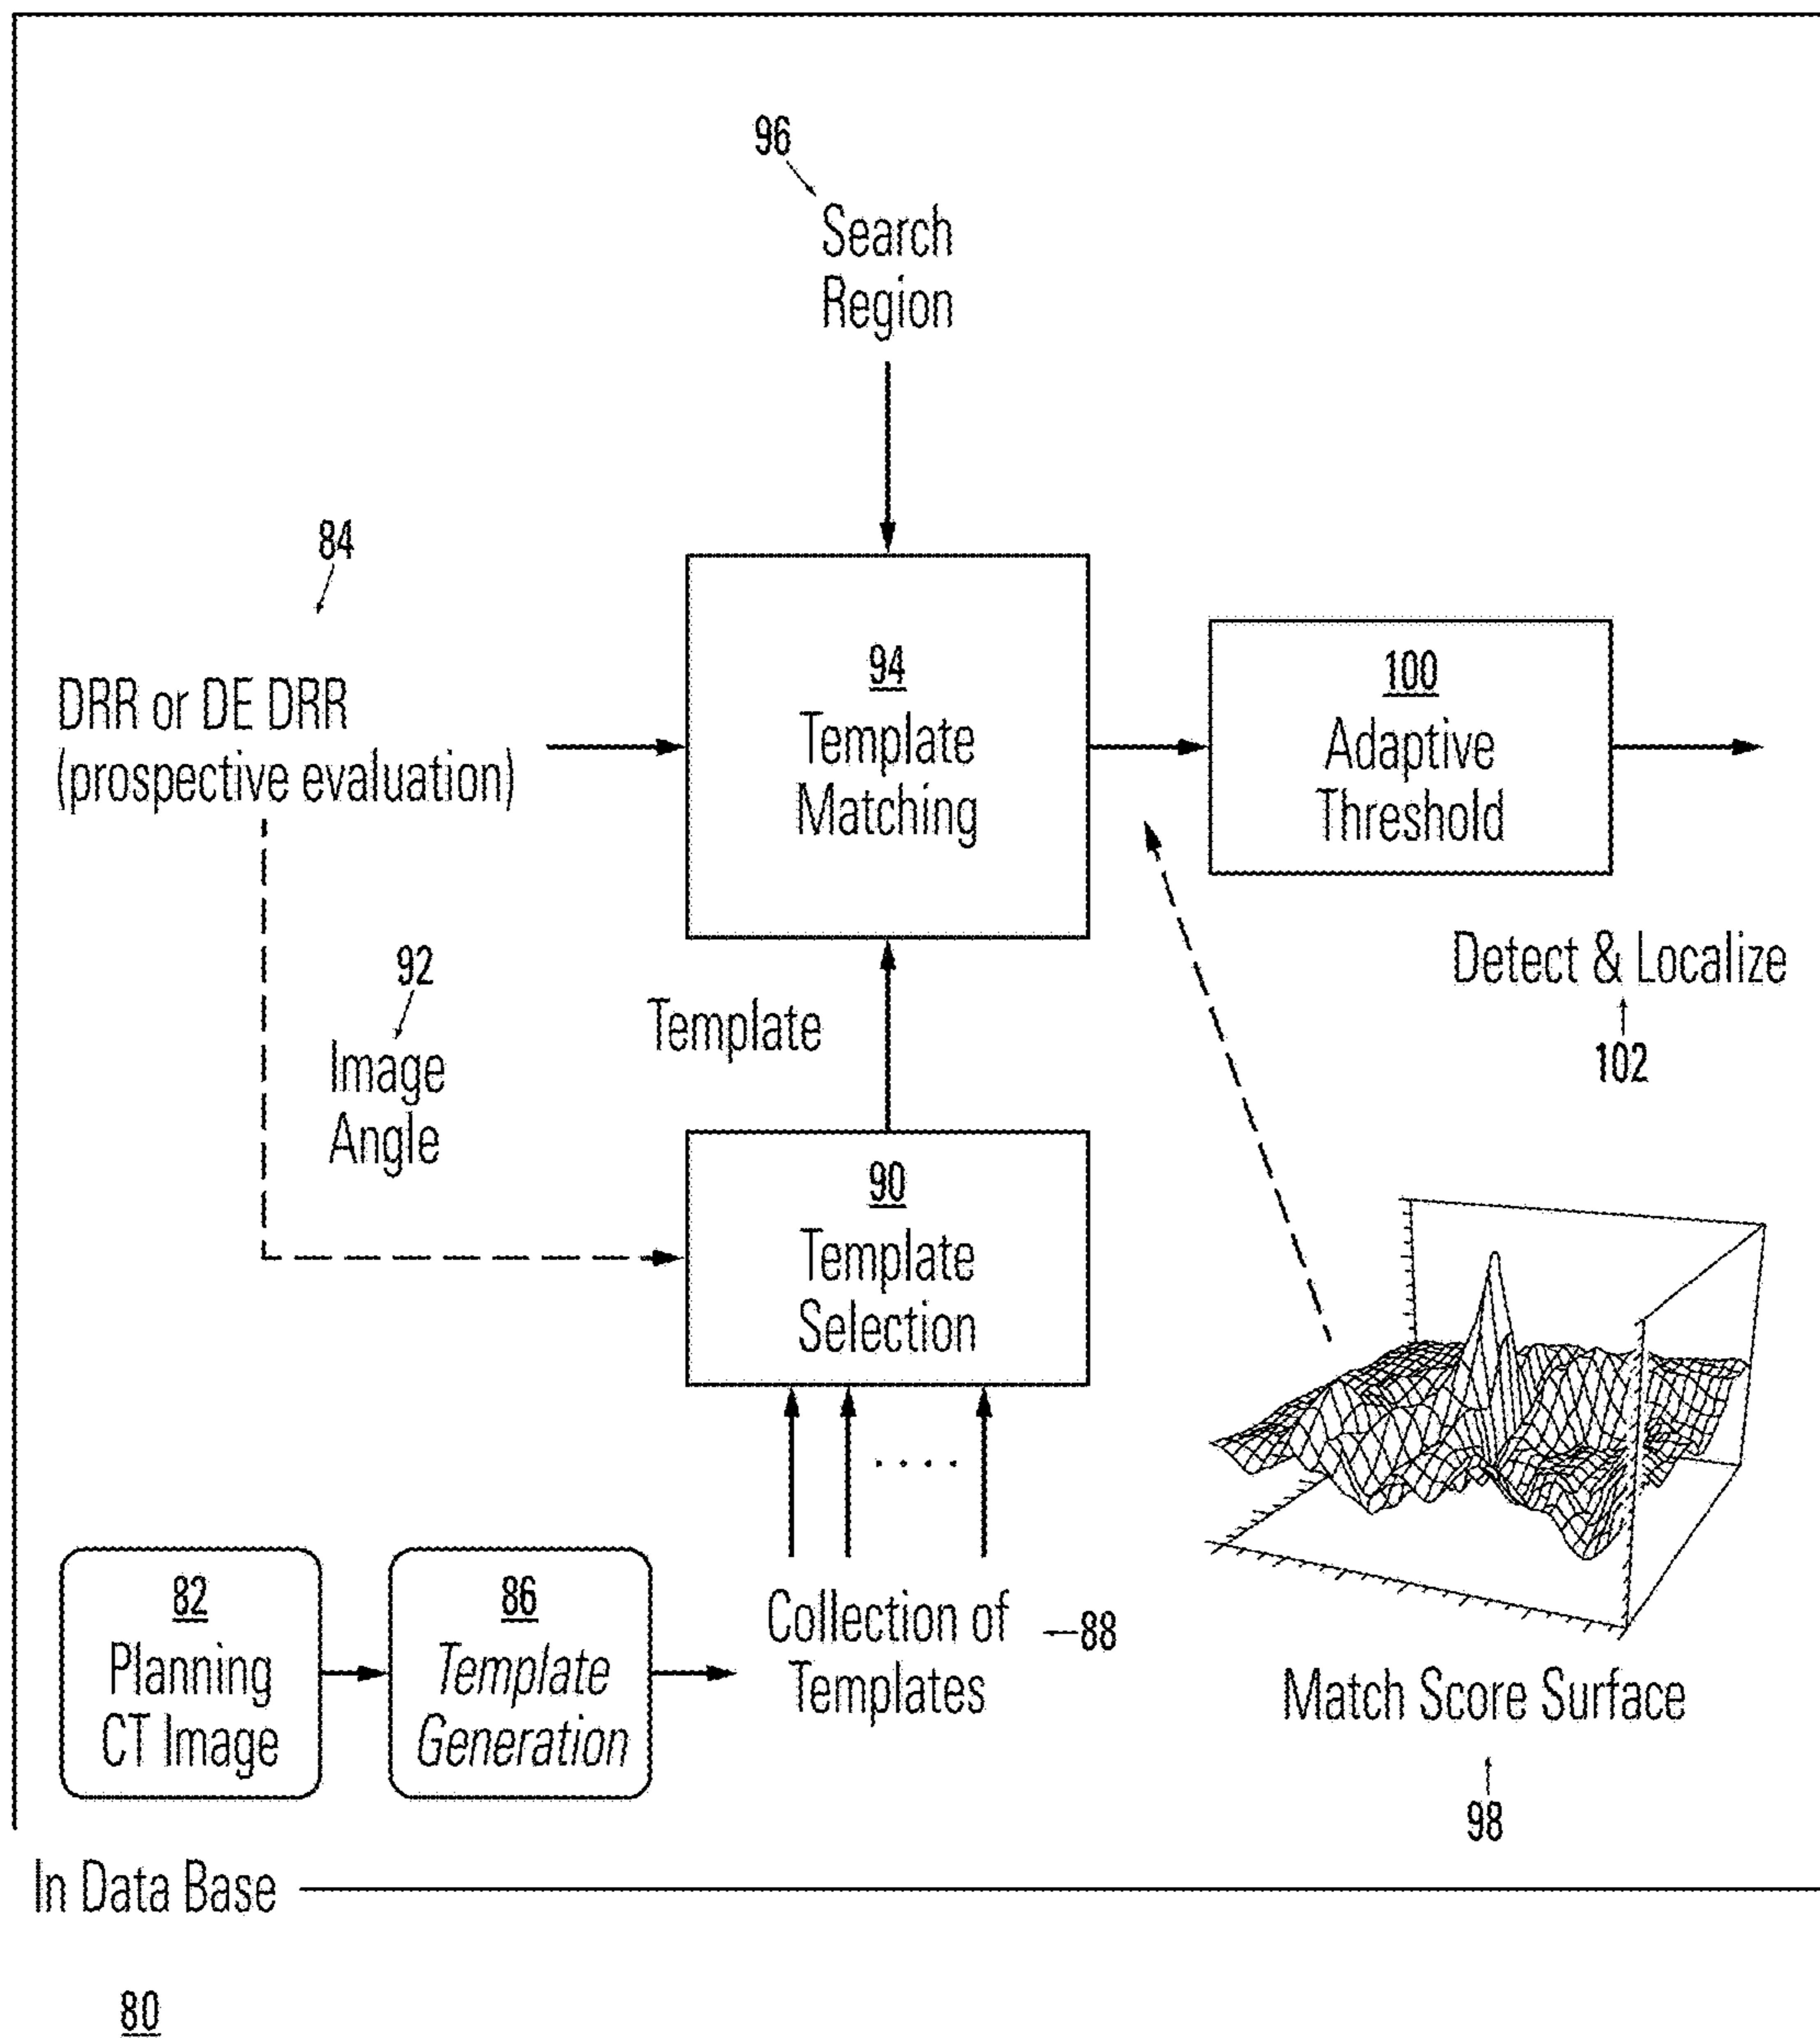 96
Search
Region
84
DRR or DE DRR
(prospective evaluation)
94
Template
Matching
100
Adaptive
Threshold
Detect & Localize
102
92
Image
Angle
Template
90
Template
Selection
. . . .
82
Planning
CT Image
86
Template
Generation
Collection of
Templates
88
Match Score Surface
98
In Data Base
80